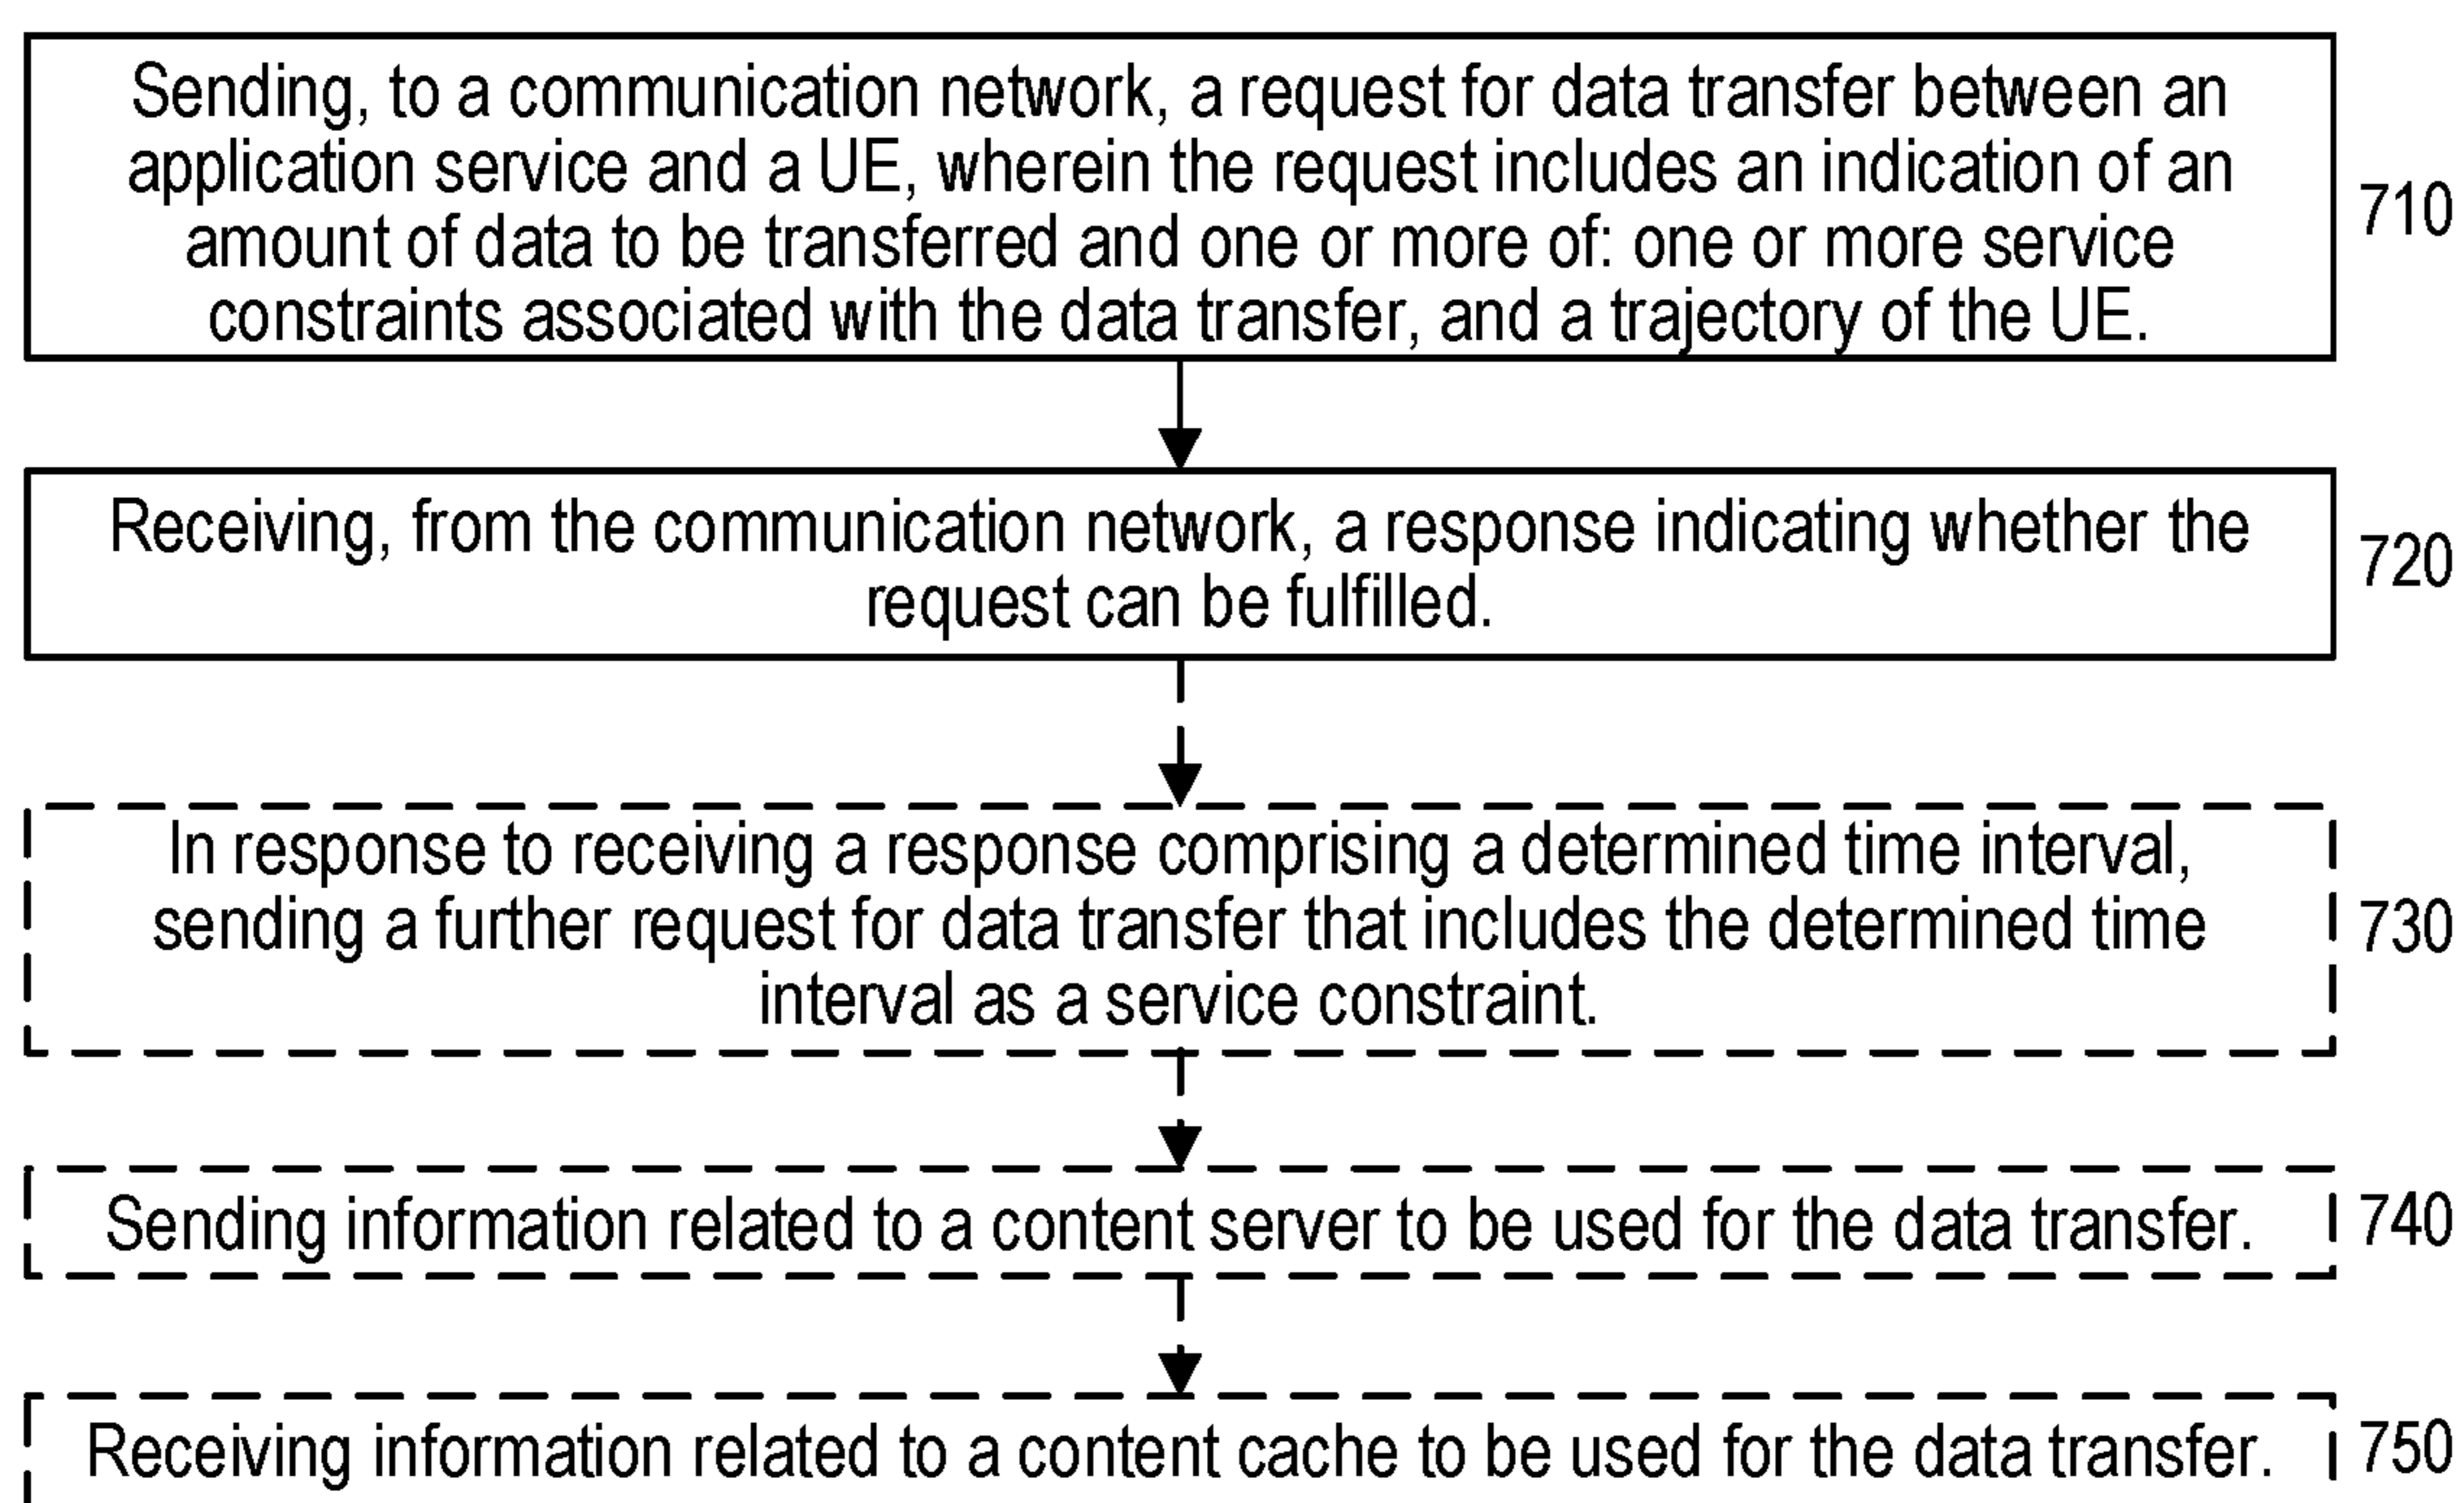 Sending, to a communication network, a request for data transfer between an
application service and a UE, wherein the request includes an indication of an
amount of data to be transferred and one or more of: one or more service
constraints associated with the data transfer, and a trajectory of the UE.
710
Receiving, from the communication network, a response indicating whether the
request can be fulfilled.
720
In response to receiving a response comprising a determined time interval,
sending a further request for data transfer that includes the determined time
interval as a service constraint.
730
Sending information related to a content server to be used for the data transfer.
740
Receiving information related to a content cache to be used for the data transfer.
750